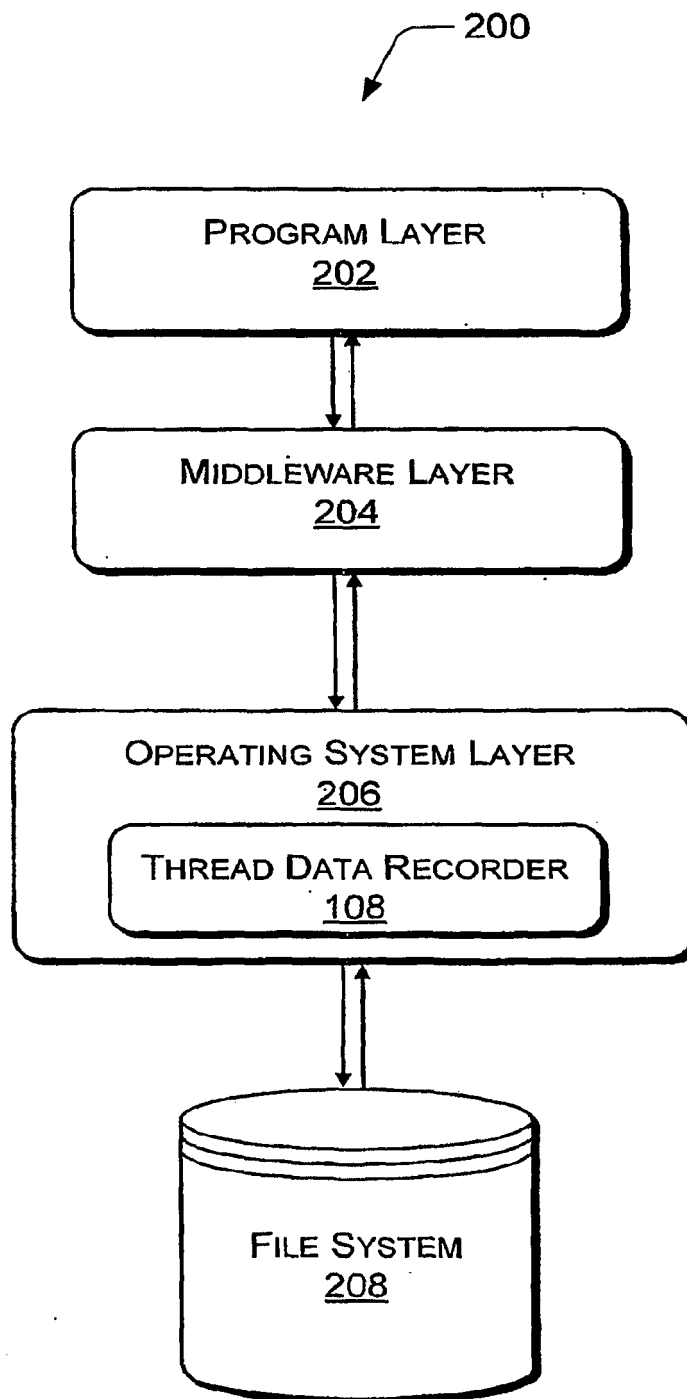 200
PROGRAM LAYER
202
MIDDLEWARE LAYER
204
OPERATING SYSTEM LAYER
206
THREAD DATA RECORDER
108
FILE SYSTEM
208